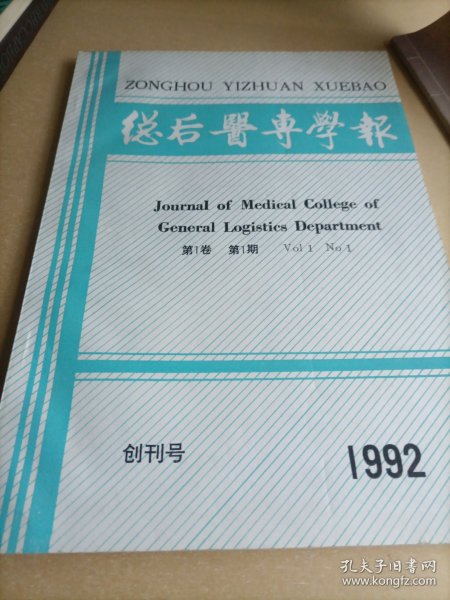 ZONGHOU YIZHUAN XUEBAO
总后醫専學報
Journal of Medical College of
General Logistics Department
第1卷 第1期 Vol 1 No.1
创刊号
1992
孔夫子旧书网
www.kongfz.com